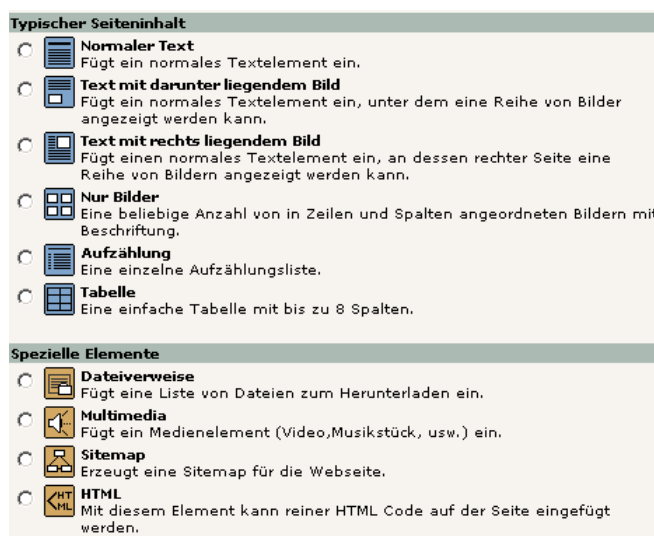 Typischer Seiteninhalt
Normaler Text
Fügt ein normales Textelement ein.
Text mit darunter liegendem Bild
Fügt ein normales Textelement ein, unter dem eine Reihe von Bilder
angezeigt werden kann.
Text mit rechts liegendem Bild
Fügt einen normales Textelement ein, an dessen rechter Seite eine
Reihe von Bildern angezeigt werden kann.
Nur Bilder
Eine beliebige Anzahl von in Zeilen und Spalten angeordneten Bildern mit
Beschriftung.
Aufzählung
Eine einzelne Aufzählungsliste.
Tabelle
Eine einfache Tabelle mit bis zu 8 Spalten.
Spezielle Elemente
Dateiverweise
Fügt eine Liste von Dateien zum Herunterladen ein.
Multimedia
Fügt ein Medienelement (Video,Musikstück, usw.) ein.
Sitemap
Erzeugt eine Sitemap für die Webseite.
<HT
ML
HTML
Mit diesem Element kann reiner HTML Code auf der Seite eingefügt
werden.